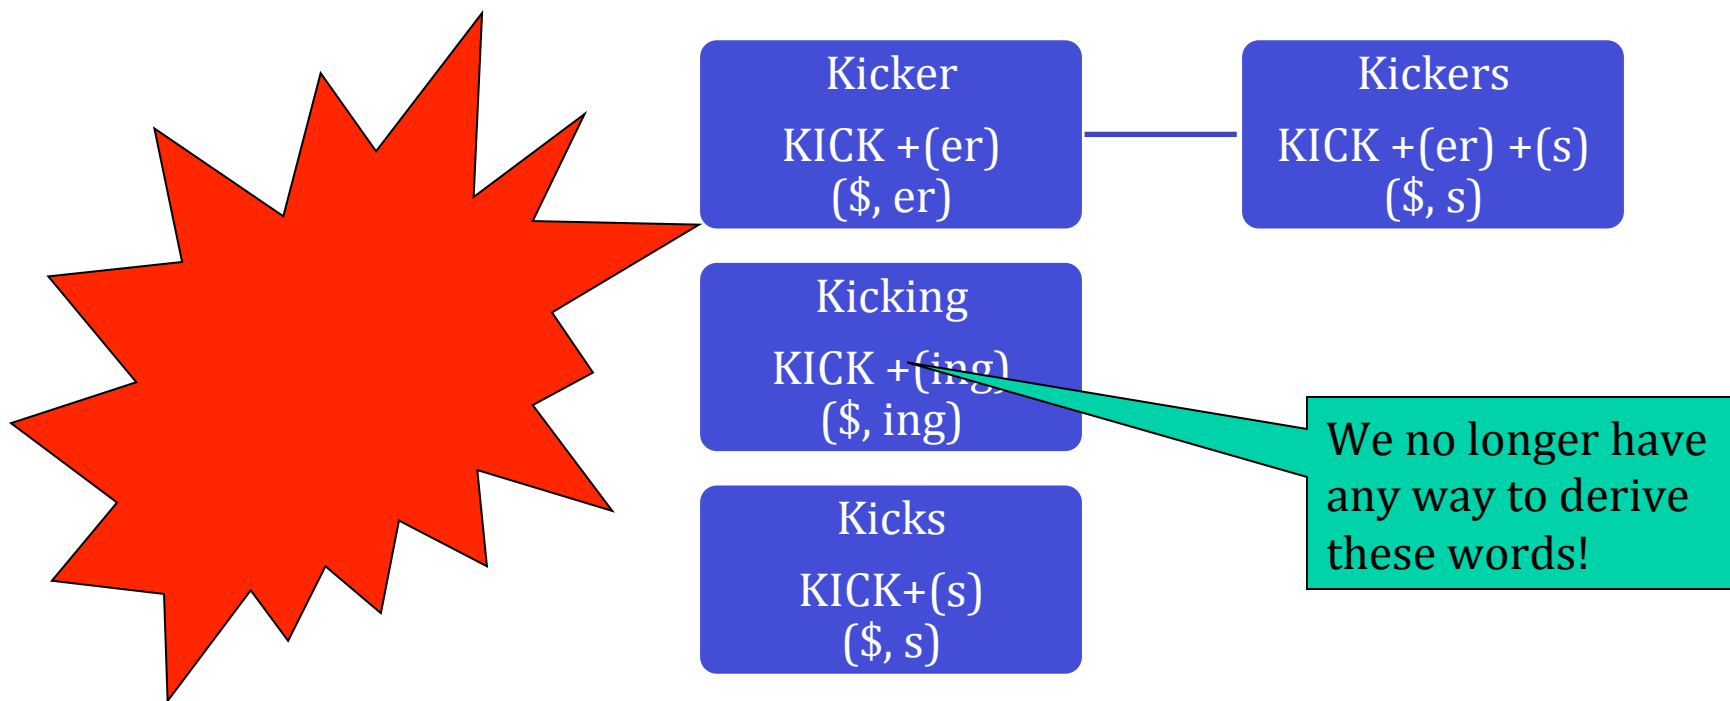 Kicker
KICK +(er)
($, er)
Kickers
KICK +(er) +(s)
($, s)
Kicking
KICK +(ing)
($, ing)
We no longer have
any way to derive
these words!
Kicks
KICK+(s)
($, s)